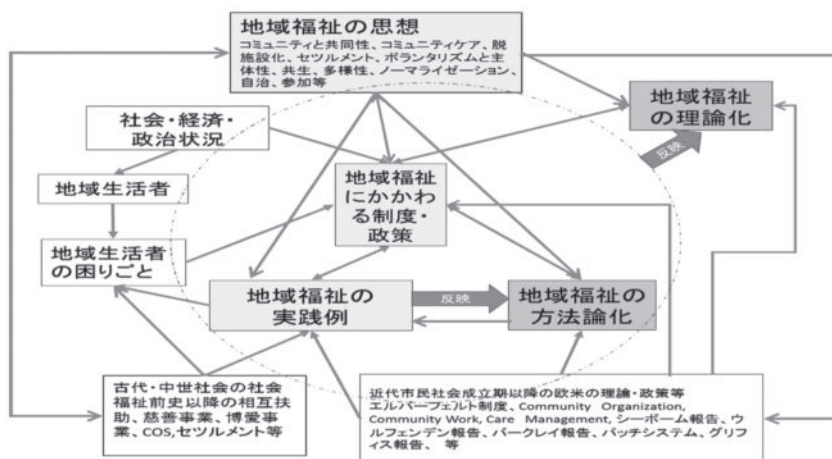 地域福祉の思想
コミュニティと共同性、コミュニティケア、脱
施設化、セツルメント、ボランタリズムと主
体性、共生、多様性、ノーマライゼーション、
自治、参加等
地域福祉
の理論化
社会・経済・
政治状況
反映
地域生活者
地域福祉
にかかわ
る制度・
政策
地域生活者
の困りごと
地域福祉の
実践例
反映
地域福祉の
方法論化
古代・中世社会の社会
福祉前史以降の相互扶
助、慈善事業、博愛事
業、COS,セツルメント等
近代市民社会成立期以降の欧米の理論・政策等
エルバーフェルト制度、Community Organization,
Community Work, Care Management, シーボーム報告、ウ
ルフェンデン報告、バークレイ報告、パッチシステム、グリフ
ィス報告、 等